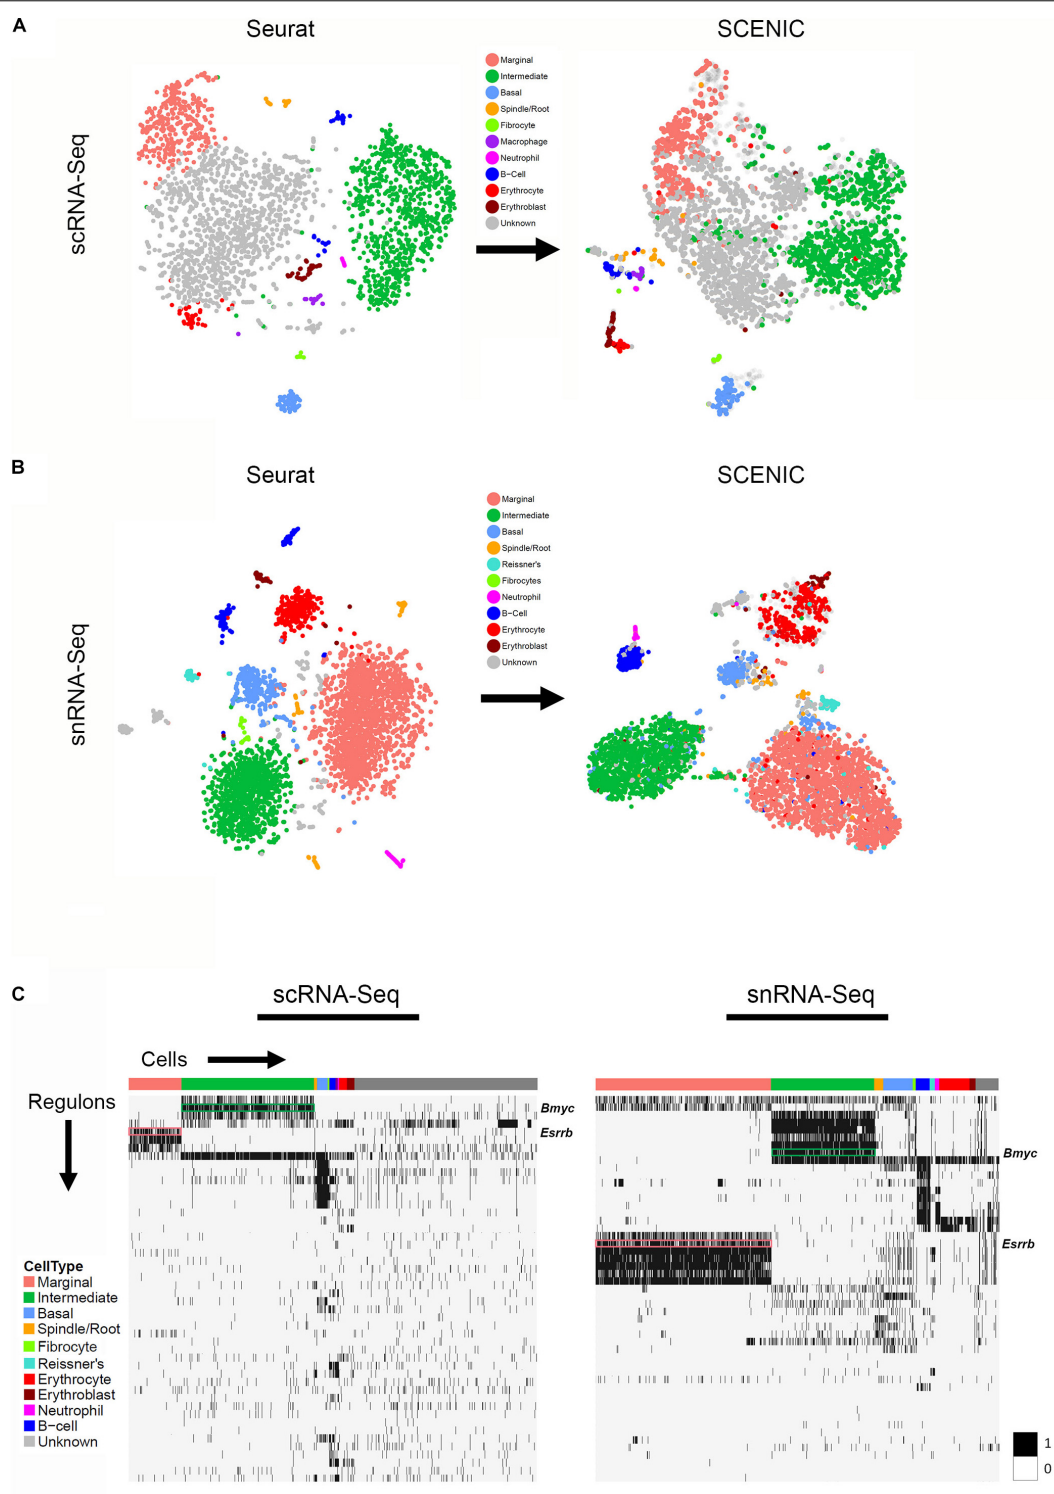 A
Seurat
SCENIC
scRNA-Seq
Marginal
Intermediate
Basal
Spindle/Root
Fibrocyte
Macrophage
Neutrophil
B-Cell
Erythrocyte
Erythroblast
Unknown
B
Seurat
SCENIC
snRNA-Seq
Marginal
Intermediate
Basal
Spindle/Root
Reissner's
Fibrocytes
Neutrophil
B-Cell
Erythrocyte
Erythroblast
Unknown
C
scRNA-Seq
snRNA-Seq
Cells
Regulons
Bmyc
Esrrb
Bmyc
Esrrb
CellType
Marginal
Intermediate
Basal
Spindle/Root
Fibrocyte
Reissner's
Erythrocyte
Erythroblast
Neutrophil
B-cell
Unknown
1
0